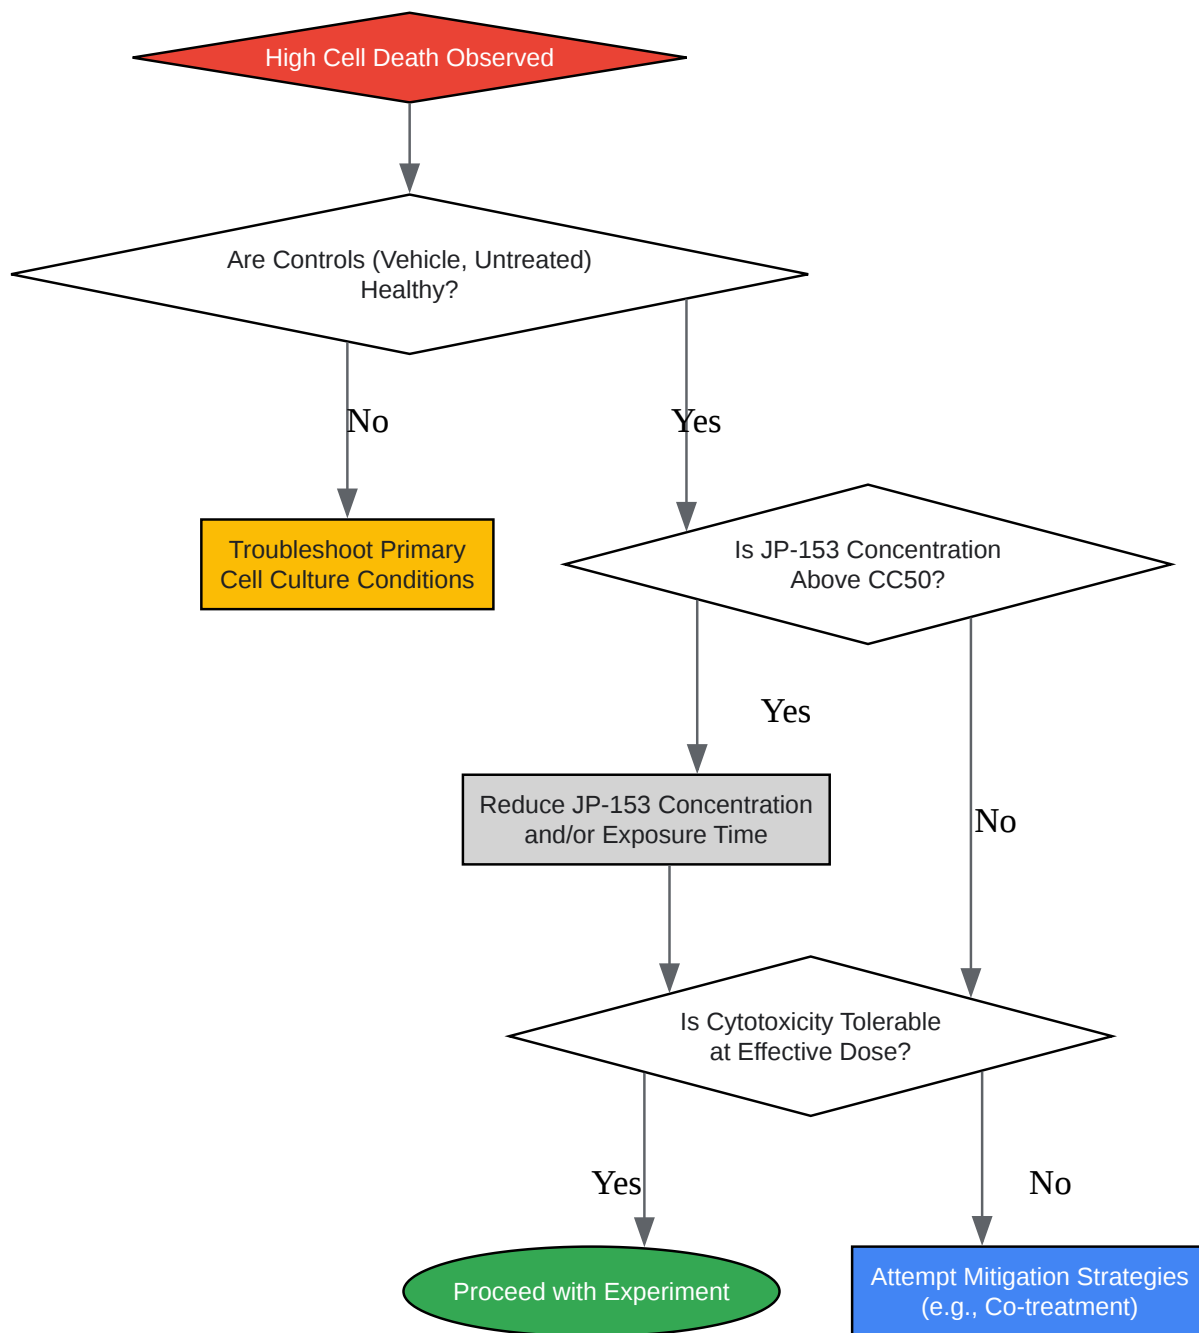 High Cell Death Observed
Are Controls (Vehicle, Untreated)
Healthy?
No
Yes
Troubleshoot Primary
Cell Culture Conditions
Is JP-153 Concentration
Above CC50?
Yes
Reduce JP-153 Concentration
and/or Exposure Time
No
Is Cytotoxicity Tolerable
at Effective Dose?
Yes
No
Proceed with Experiment
Attempt Mitigation Strategies
(e.g., Co-treatment)